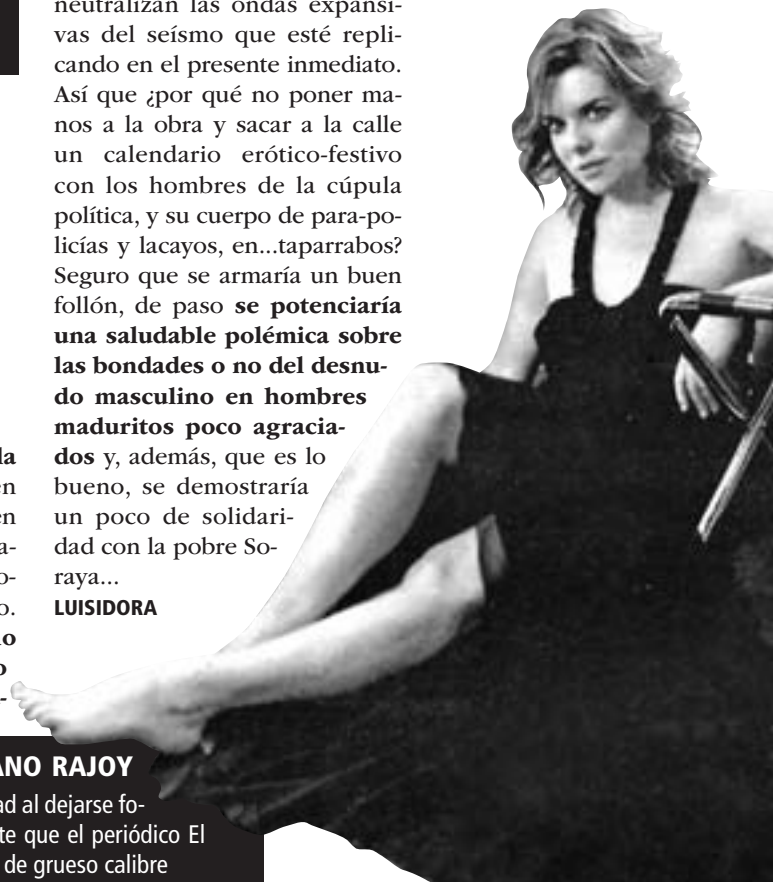 neutralizan las ondas expansi-
vas del seísmo que esté repli-
cando en el presente inmediato.
Así que ¿por qué no poner ma-
nos a la obra y sacar a la calle
un calendario erótico-festivo
con los hombres de la cúpula
política, y su cuerpo de para-po-
licías y lacayos, en...taparrabos?
Seguro que se armaría un buen
follón, de paso se potenciaría
una saludable polémica sobre
las bondades o no del desnu-
do masculino en hombres
maduritos poco agracia-
dos y, además, que es lo
bueno, se demostraría
un poco de solidari-
dad con la pobre So-
raya...
LUISIDORA
la
en
en
a-
o-
o.
o
o
-
ANO RAJOY
ad al dejarse fo-
te que el periódico El
de grueso calibre